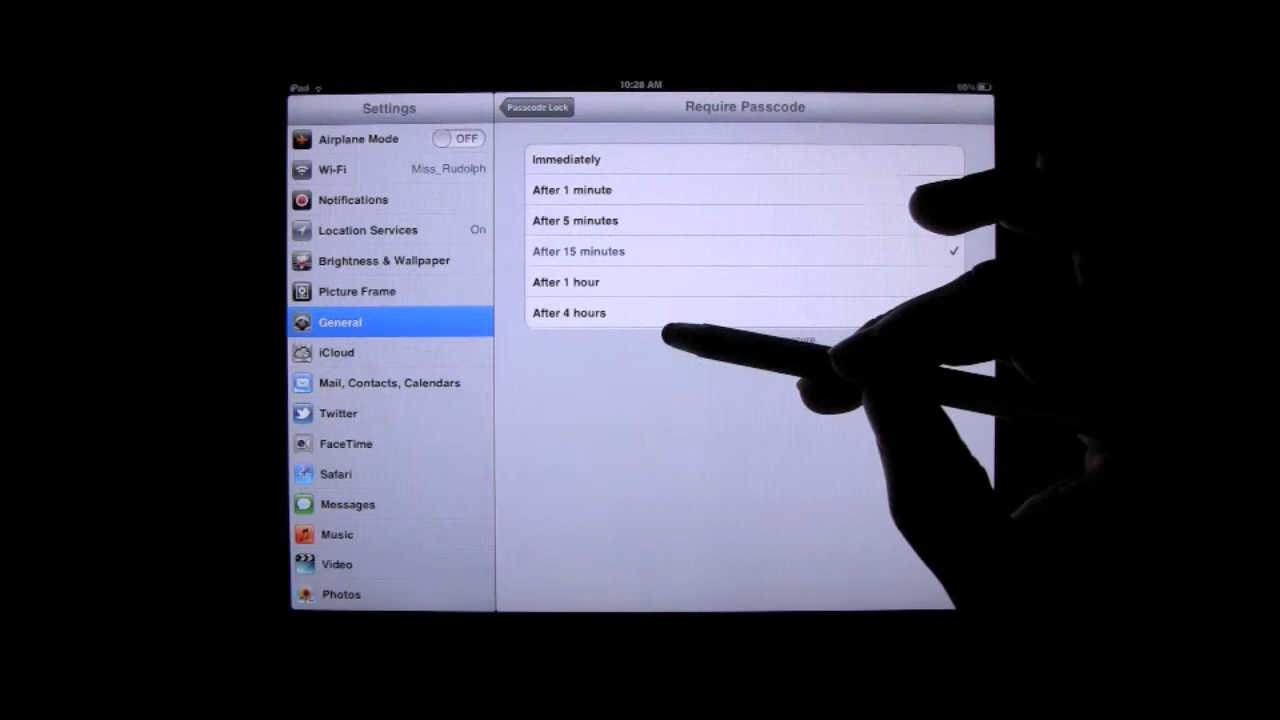 iPad
10:28 AM
Settings
Passcode Lock
Require Passcode
Airplane Mode
OFF
Wi-Fi
Miss_Rudolph
Notifications
Location Services
On
Brightness & Wallpaper
Picture Frame
General
iCloud
Mail, Contacts, Calendars
Twitter
FaceTime
Safari
Messages
Music
Video
Photos
Immediately
After 1 minute
After 5 minutes
After 15 minutes
After 1 hour
After 4 hours